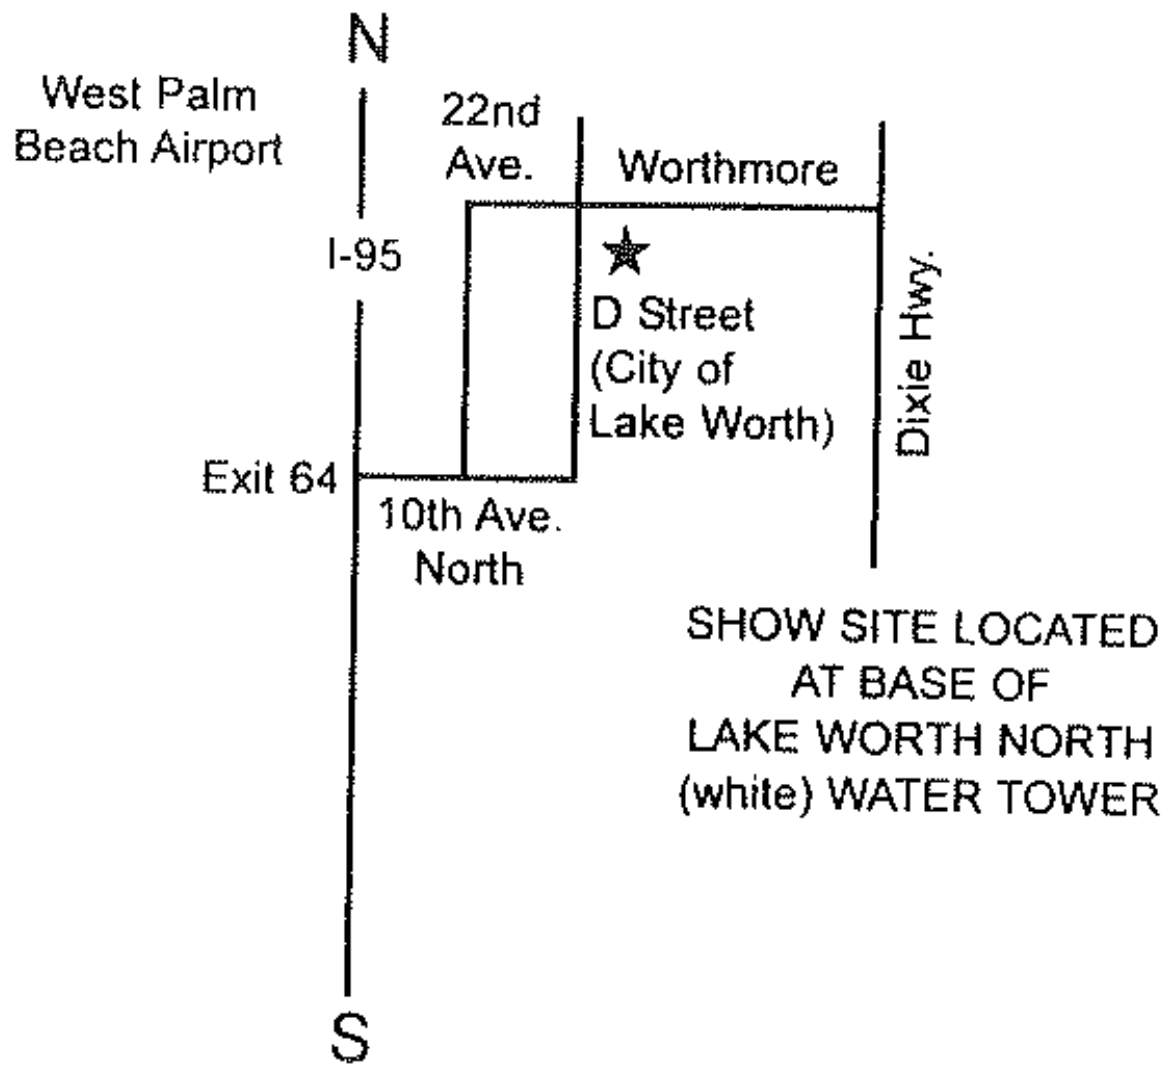 N
West Palm
Beach Airport
22nd
Ave.
Worthmore
I-95
D Street
(City of
Lake Worth)
Dixie Hwy.
Exit 64
10th Ave.
North
SHOW SITE LOCATED
AT BASE OF
LAKE WORTH NORTH
(white) WATER TOWER
S